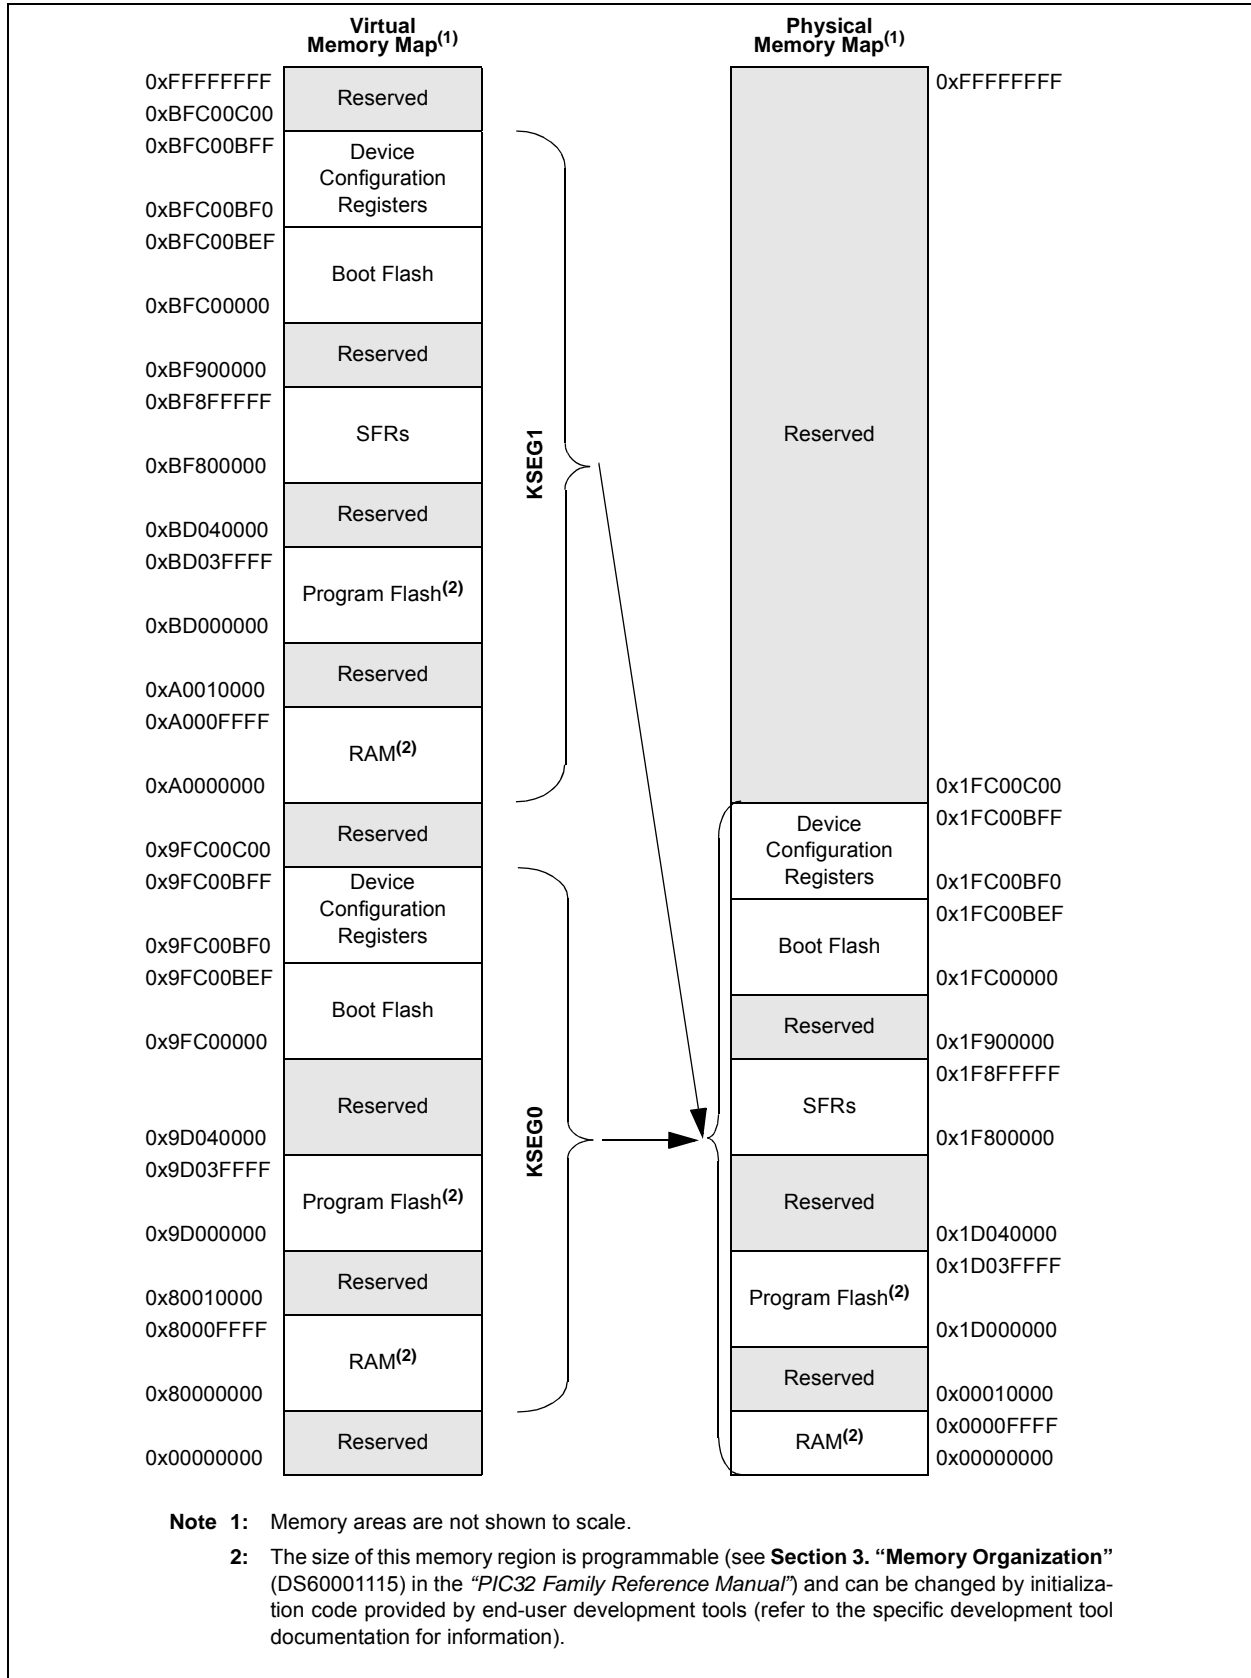 Virtual
Memory Map(1)
0xFFFFFFFF
Reserved
0xBFC00C00
0xBFC00BFF
Device
Configuration
Registers
0xBFC00BF0
0xBFC00BEF
Boot Flash
0xBFC00000
Reserved
0xBF900000
0xBF8FFFFF
SFRs
0xBF800000
Reserved
0xBD040000
0xBD03FFFF
Program Flash(2)
0xBD000000
Reserved
0xA0010000
0xA000FFFF
RAM(2)
0xA0000000
Reserved
0x9FC00C00
0x9FC00BFF
Device
Configuration
Registers
0x9FC00BF0
0x9FC00BEF
Boot Flash
0x9FC00000
Reserved
0x9D040000
0x9D03FFFF
Program Flash(2)
0x9D000000
Reserved
0x80010000
0x8000FFFF
RAM(2)
0x80000000
Reserved
0x00000000
KSEG1
KSEG0
Physical
Memory Map(1)
0xFFFFFFFF
Reserved
0x1FC00C00
0x1FC00BFF
Device
Configuration
Registers
0x1FC00BF0
0x1FC00BEF
Boot Flash
0x1FC00000
Reserved
0x1F900000
0x1F8FFFFF
SFRs
0x1F800000
Reserved
0x1D040000
0x1D03FFFF
Program Flash(2)
0x1D000000
Reserved
0x00010000
0x0000FFFF
RAM(2)
0x00000000
Note 1: Memory areas are not shown to scale.
2: The size of this memory region is programmable (see Section 3. “Memory Organization”
(DS60001115) in the “PIC32 Family Reference Manual”) and can be changed by initializa-
tion code provided by end-user development tools (refer to the specific development tool
documentation for information).